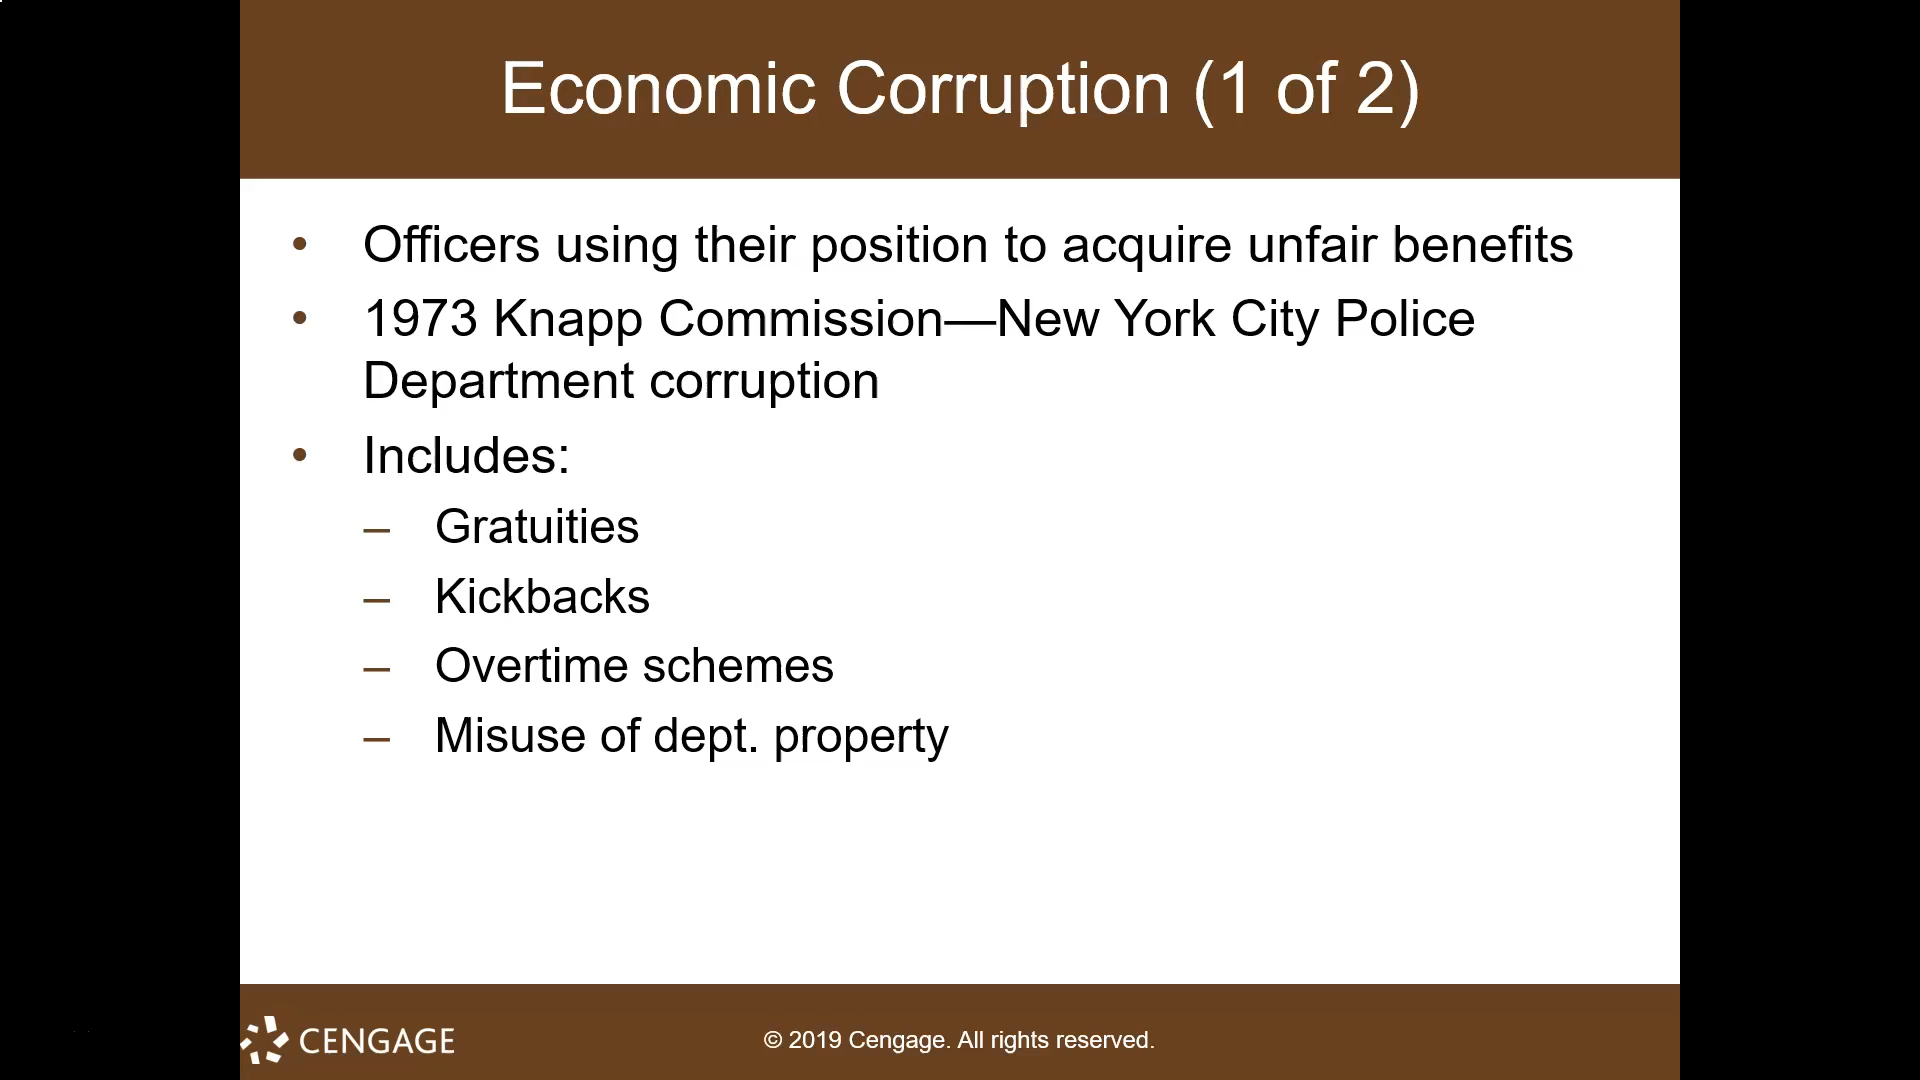 Economic Corruption (1 of 2)
• Officers using their position to acquire unfair benefits
• 1973 Knapp Commission—New York City Police
Department corruption
• Includes:
– Gratuities
– Kickbacks
– Overtime schemes
– Misuse of dept. property
CENGAGE
© 2019 Cengage. All rights reserved.